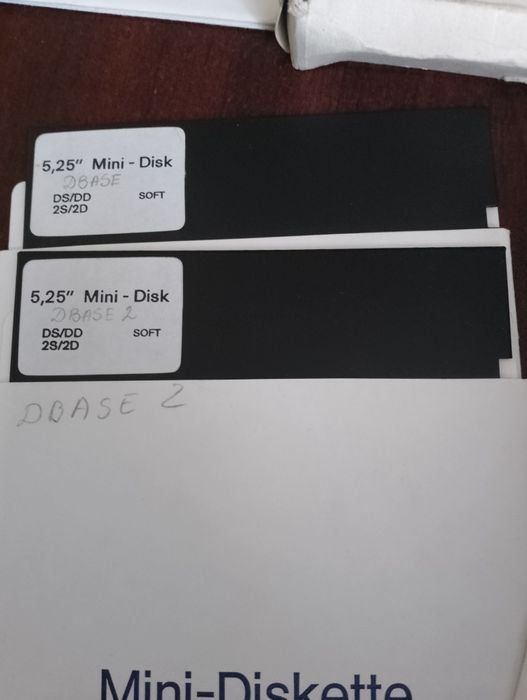 5,25″ Mini - Disk
DBASE
DS/DD SOFT
2S/2D
5,25″ Mini - Disk
DBASE 2
DS/DD SOFT
2S/2D
DBASE 2
Mini-Diskette